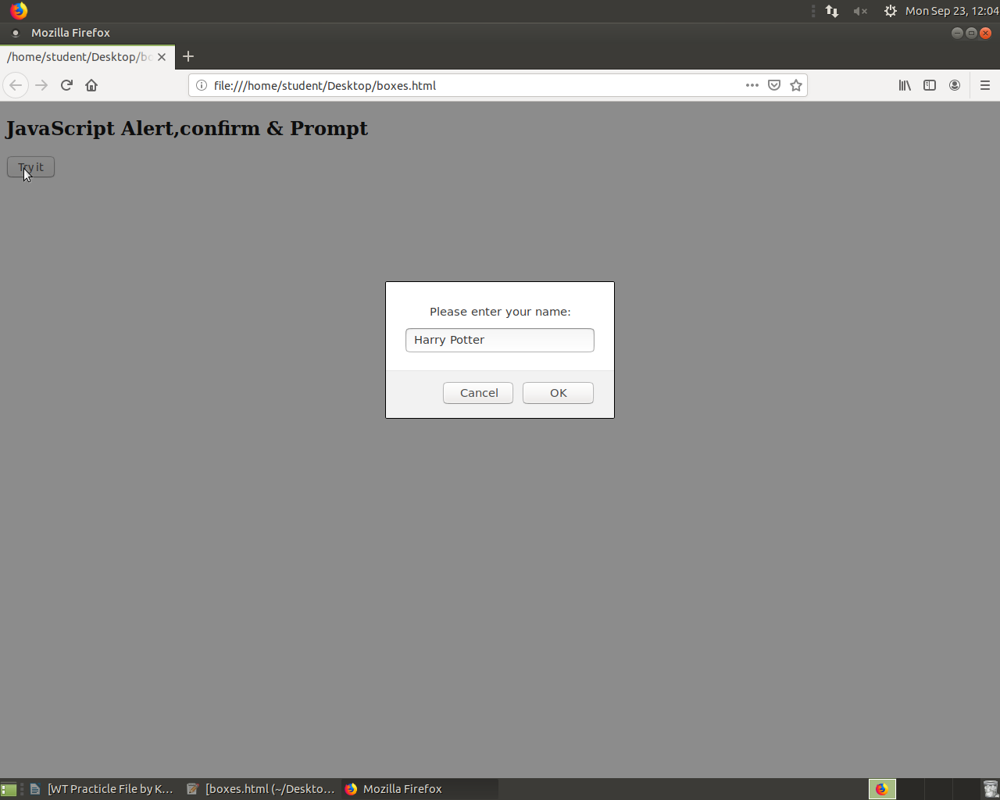 Mon Sep 23, 12:04
Mozilla Firefox
/home/student/Desktop/bo
file:///home/student/Desktop/boxes.html
JavaScript Alert,confirm & Prompt
Try it
Please enter your name:
Harry Potter
Cancel OK
[WT Practicle File by K... [boxes.html (~/Deskto... Mozilla Firefox